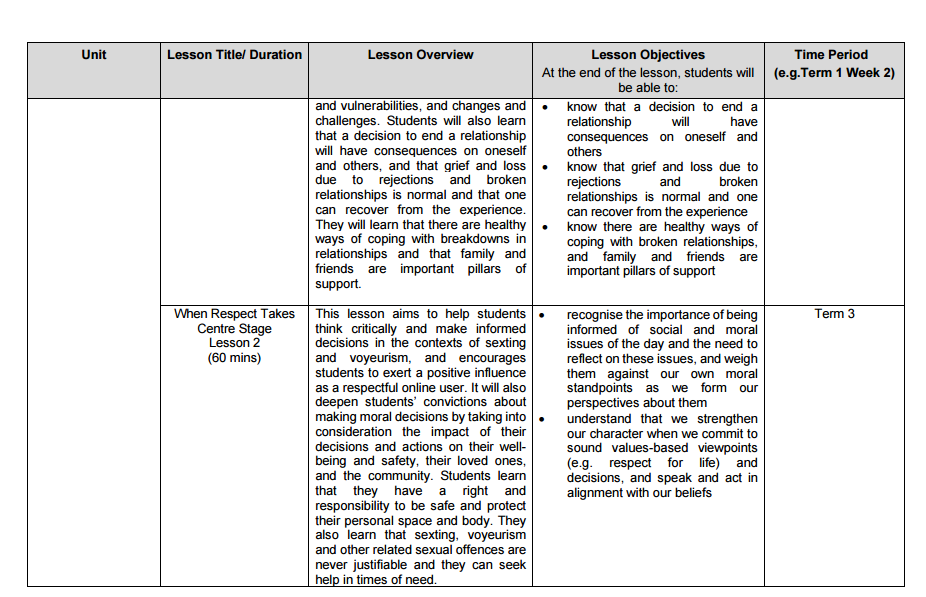 Unit
Lesson Title/ Duration
Lesson Overview
Lesson Objectives
At the end of the lesson, students will
be able to:
Time Period
(e.g.Term 1 Week 2)
and vulnerabilities, and changes and
challenges. Students will also learn
that a decision to end a relationship
will have consequences on oneself
and others, and that grief and loss
due to rejections and broken
relationships is normal and that one
can recover from the experience.
They will learn that there are healthy
ways of coping with breakdowns in
relationships and that family and
friends are important pillars of
support.
• know that a decision to end a
relationship will have
consequences on oneself and
others
• know that grief and loss due to
rejections and broken
relationships is normal and one
can recover from the experience
• know there are healthy ways of
coping with broken relationships,
and family and friends are
important pillars of support
When Respect Takes
Centre Stage
Lesson 2
(60 mins)
This lesson aims to help students
think critically and make informed
decisions in the contexts of sexting
and voyeurism, and encourages
students to exert a positive influence
as a respectful online user. It will also
deepen students' convictions about
making moral decisions by taking into
consideration the impact of their
decisions and actions on their well-
being and safety, their loved ones,
and the community. Students learn
that they have a right and
responsibility to be safe and protect
their personal space and body. They
also learn that sexting, voyeurism
and other related sexual offences are
never justifiable and they can seek
help in times of need.
• recognise the importance of being
informed of social and moral
issues of the day and the need to
reflect on these issues, and weigh
them against our own moral
standpoints as we form our
perspectives about them
• understand that we strengthen
our character when we commit to
sound values-based viewpoints
(e.g. respect for life) and
decisions, and speak and act in
alignment with our beliefs
Term 3